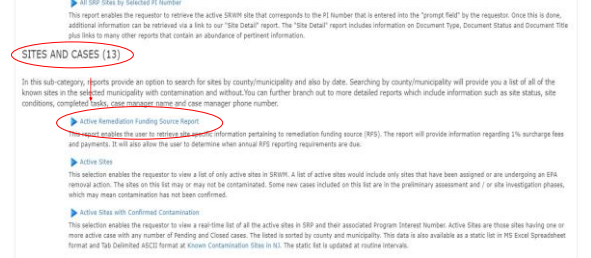 All SRP Sites by Selected PI Number
This report enables the requestor to retrieve the active SRWM site that corresponds to the PI Number that is entered into the "prompt field" by the requestor. Once this is done,
additional information can be retrieved via a link to our "Site Detail" report. The "Site Detail" report includes information on Document Type, Document Status and Document Title
plus links to many other reports that contain an abundance of pertinent information.
SITES AND CASES (13)
In this sub-category, reports provide an option to search for sites by county/municipality and also by date. Searching by county/municipality will provide you a list of all of the
known sites in the selected municipality with contamination and without.You can further branch out to more detailed reports which include information such as site status, site
conditions, completed tasks, case manager name and case manager phone number.
Active Remediation Funding Source Report
This report enables the user to retrieve site specific information pertaining to remediation funding source (RFS). The report will provide information regarding 1% surcharge fees
and payments. It will also allow the user to determine when annual RFS reporting requirements are due.
Active Sites
This selection enables the requestor to view a list of only active sites in SRWM. A list of active sites would include only sites that have been assigned or are undergoing an EPA
removal action. The sites on this list may or may not be contaminated. Some new cases included on this list are in the preliminary assessment and / or site investigation phases,
which may mean contamination has not been confirmed.
Active Sites with Confirmed Contamination
This selection enables the requestor to view a real-time list of all the active sites in SRP and their associated Program Interest Number. Active Sites are those sites having one or
more active case with any number of Pending and Closed cases. The listed is sorted by county and municipality. This data is also available as a static list in MS Excel Spreadsheet
format and Tab Delimited ASCII format at Known Contamination Sites in NJ. The static list is updated at routine intervals.